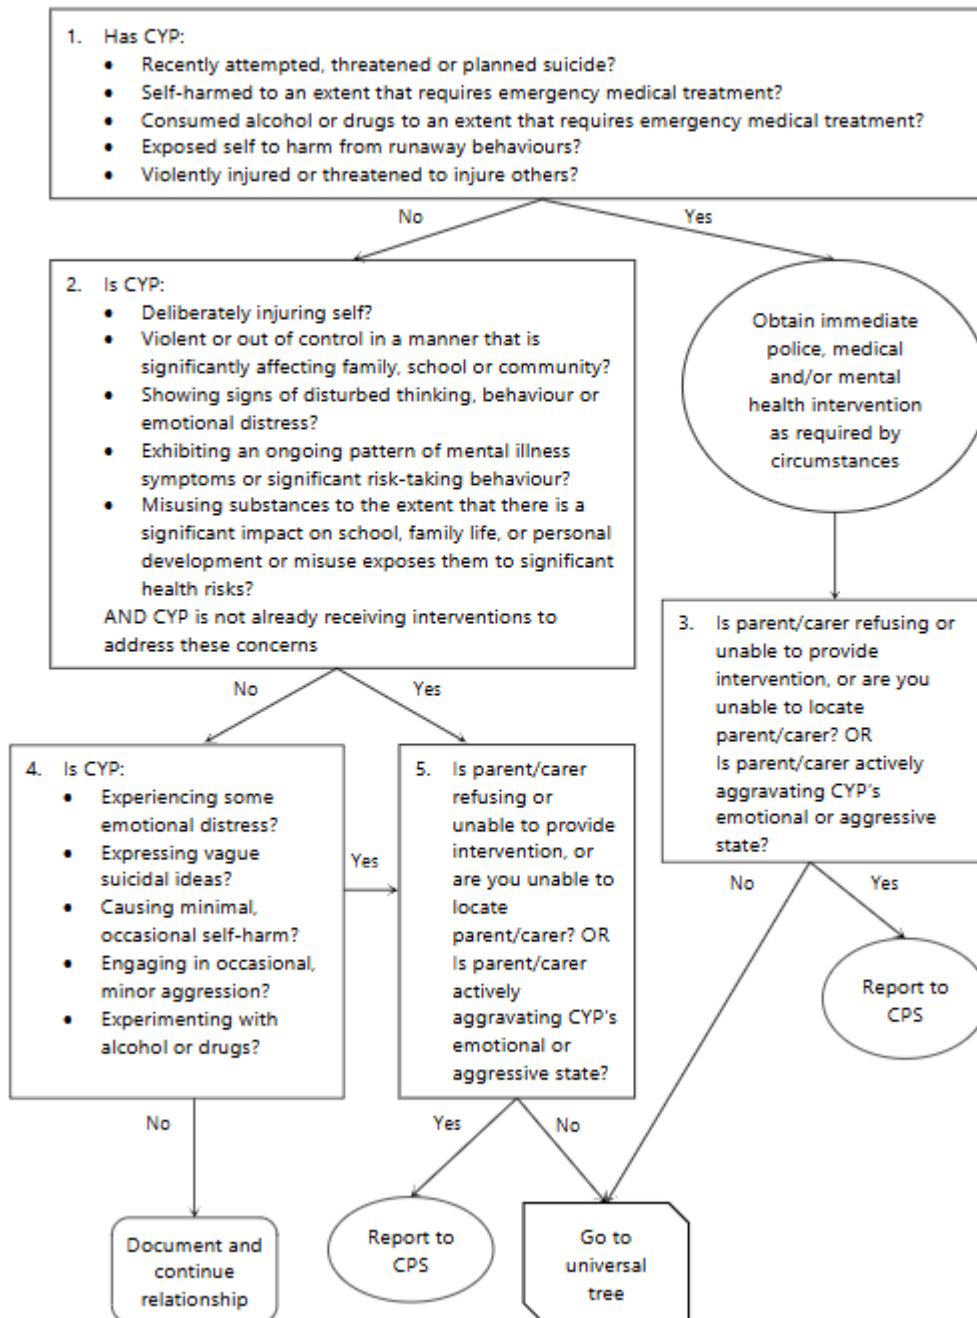 1. Has CYP:
• Recently attempted, threatened or planned suicide?
• Self-harmed to an extent that requires emergency medical treatment?
• Consumed alcohol or drugs to an extent that requires emergency medical treatment?
• Exposed self to harm from runaway behaviours?
• Violently injured or threatened to injure others?
No
Yes
2. Is CYP:
• Deliberately injuring self?
• Violent or out of control in a manner that is
significantly affecting family, school or community?
• Showing signs of disturbed thinking, behaviour or
emotional distress?
• Exhibiting an ongoing pattern of mental illness
symptoms or significant risk-taking behaviour?
• Misusing substances to the extent that there is a
significant impact on school, family life, or personal
development or misuse exposes them to significant
health risks?
AND CYP is not already receiving interventions to
address these concerns
Obtain immediate
police, medical
and/or mental
health intervention
as required by
circumstances
3. Is parent/carer refusing or
unable to provide
intervention, or are you
unable to locate
parent/carer? OR
Is parent/carer actively
aggravating CYP's
emotional or aggressive
state?
No
Yes
4. Is CYP:
• Experiencing some
emotional distress?
• Expressing vague
suicidal ideas?
• Causing minimal,
occasional self-harm?
• Engaging in occasional,
minor aggression?
• Experimenting with
alcohol or drugs?
Yes
5. Is parent/carer
refusing or
unable to provide
intervention, or
are you unable to
locate
parent/carer? OR
Is parent/carer
actively
aggravating CYP's
emotional or
aggressive state?
No
Yes
Report to
CPS
No
Yes
No
Document and
continue
relationship
Report to
CPS
Go to
universal
tree